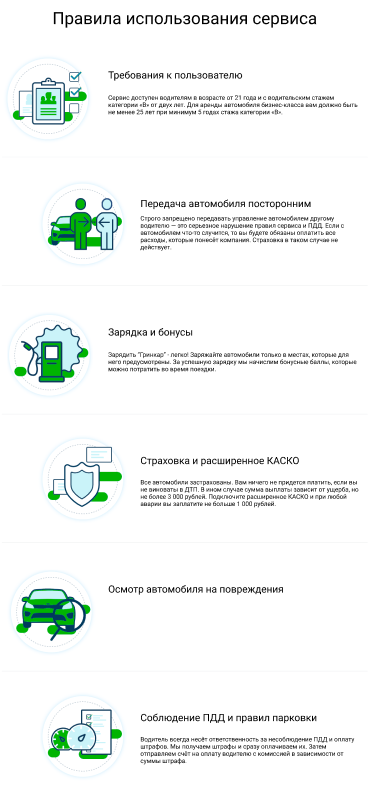 Правила использования сервиса
Требования к пользователю
Сервис доступен водителям в возрасте от 21 года и с водительским стажем
категории «В» от двух лет. Для аренды автомобиля бизнес-класса вам должно быть
не менее 25 лет при минимум 5 годах стажа категории «В».
Передача автомобиля посторонним
Строго запрещено передавать управление автомобилем другому
водителю — это серьезное нарушение правил сервиса и ПДД. Если с
автомобилем что-то случится, то вы будете обязаны оплатить все
расходы, которые понесёт компания. Страховка в таком случае не
действует.
Зарядка и бонусы
Зарядить "Гринкар" - легко! Заряжайте автомобили только в местах, которые для
него предусмотрены. За успешную зарядку мы начислим бонусные баллы, которые
можно потратить во время поездки.
Страховка и расширенное КАСКО
Все автомобили застрахованы. Вам ничего не придется платить, если вы
не виноваты в ДТП. В ином случае сумма выплаты зависит от ущерба, но
не более 3 000 рублей. Подключите расширенное КАСКО и при любой
аварии вы заплатите не больше 1 000 рублей.
Осмотр автомобиля на повреждения
Соблюдение ПДД и правил парковки
Водитель всегда несёт ответственность за несоблюдение ПДД и оплату
штрафов. Мы получаем штрафы и сразу оплачиваем их. Затем
отправляем счёт на оплату водителю с комиссией в зависимости от
суммы штрафа.